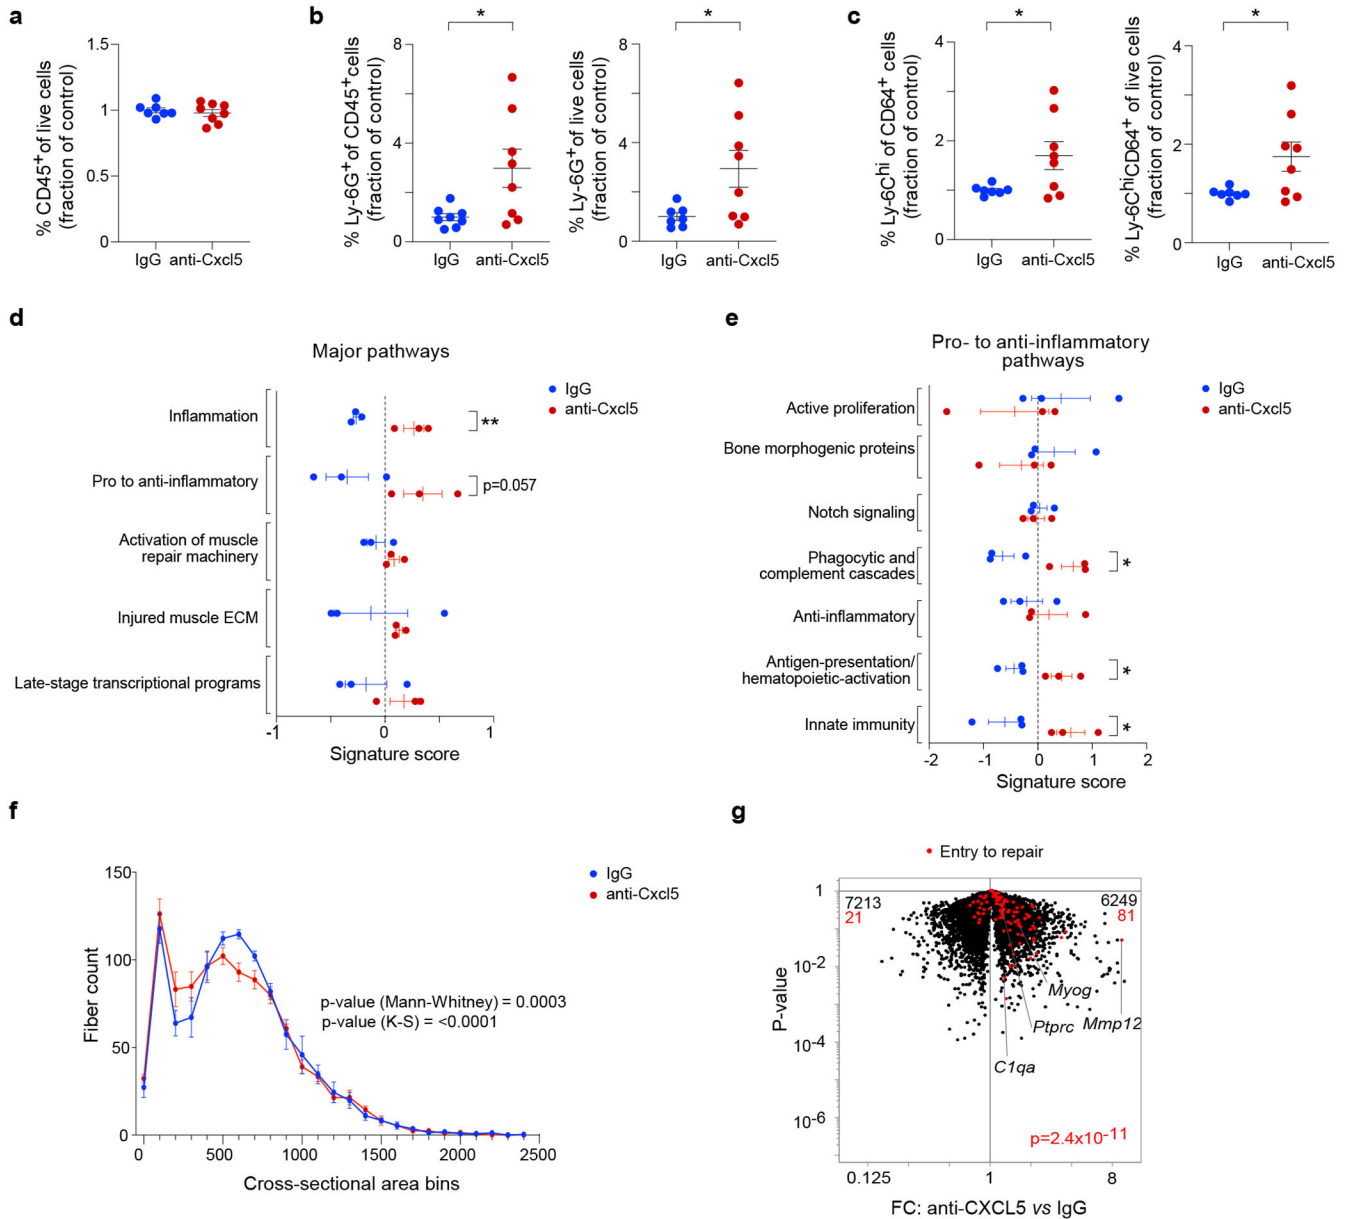 a
% CD45+ of live cells
(fraction of control)
1.5
1
0.5
0
IgG anti-Cxcl5
b
*
% Ly-6G+ of CD45+ cells
(fraction of control)
8
4
0
IgG anti-Cxcl5
*
% Ly-6G+ of live cells
(fraction of control)
8
4
0
IgG anti-Cxcl5
c
*
% Ly-6Chi of CD64+ cells
(fraction of control)
4
2
0
IgG anti-Cxcl5
*
% Ly-6ChiCD64+ of live cells
(fraction of control)
4
2
0
IgG anti-Cxcl5
d
Major pathways
IgG
anti-Cxcl5
Inflammation
**
Pro to anti-inflammatory
p=0.057
Activation of muscle
repair machinery
Injured muscle ECM
Late-stage transcriptional programs
-1 0 1
Signature score
e
Pro- to anti-inflammatory
pathways
IgG
anti-Cxcl5
Active proliferation
Bone morphogenic proteins
Notch signaling
Phagocytic and
complement cascades
*
Anti-inflammatory
Antigen-presentation/
hematopoietic-activation
*
Innate immunity
*
-2 -1 0 1 2
Signature score
f
IgG
anti-Cxcl5
Fiber count
150
100
50
0
p-value (Mann-Whitney) = 0.0003
p-value (K-S) = <0.0001
0 500 1000 1500 2000 2500
Cross-sectional area bins
g
Entry to repair
P-value
1
10-2
10-4
10-6
7213
21
6249
81
Myog
Ptprc Mmp12
C1qa
p=2.4x10-11
0.125 1 8
FC: anti-CXCL5 vs IgG